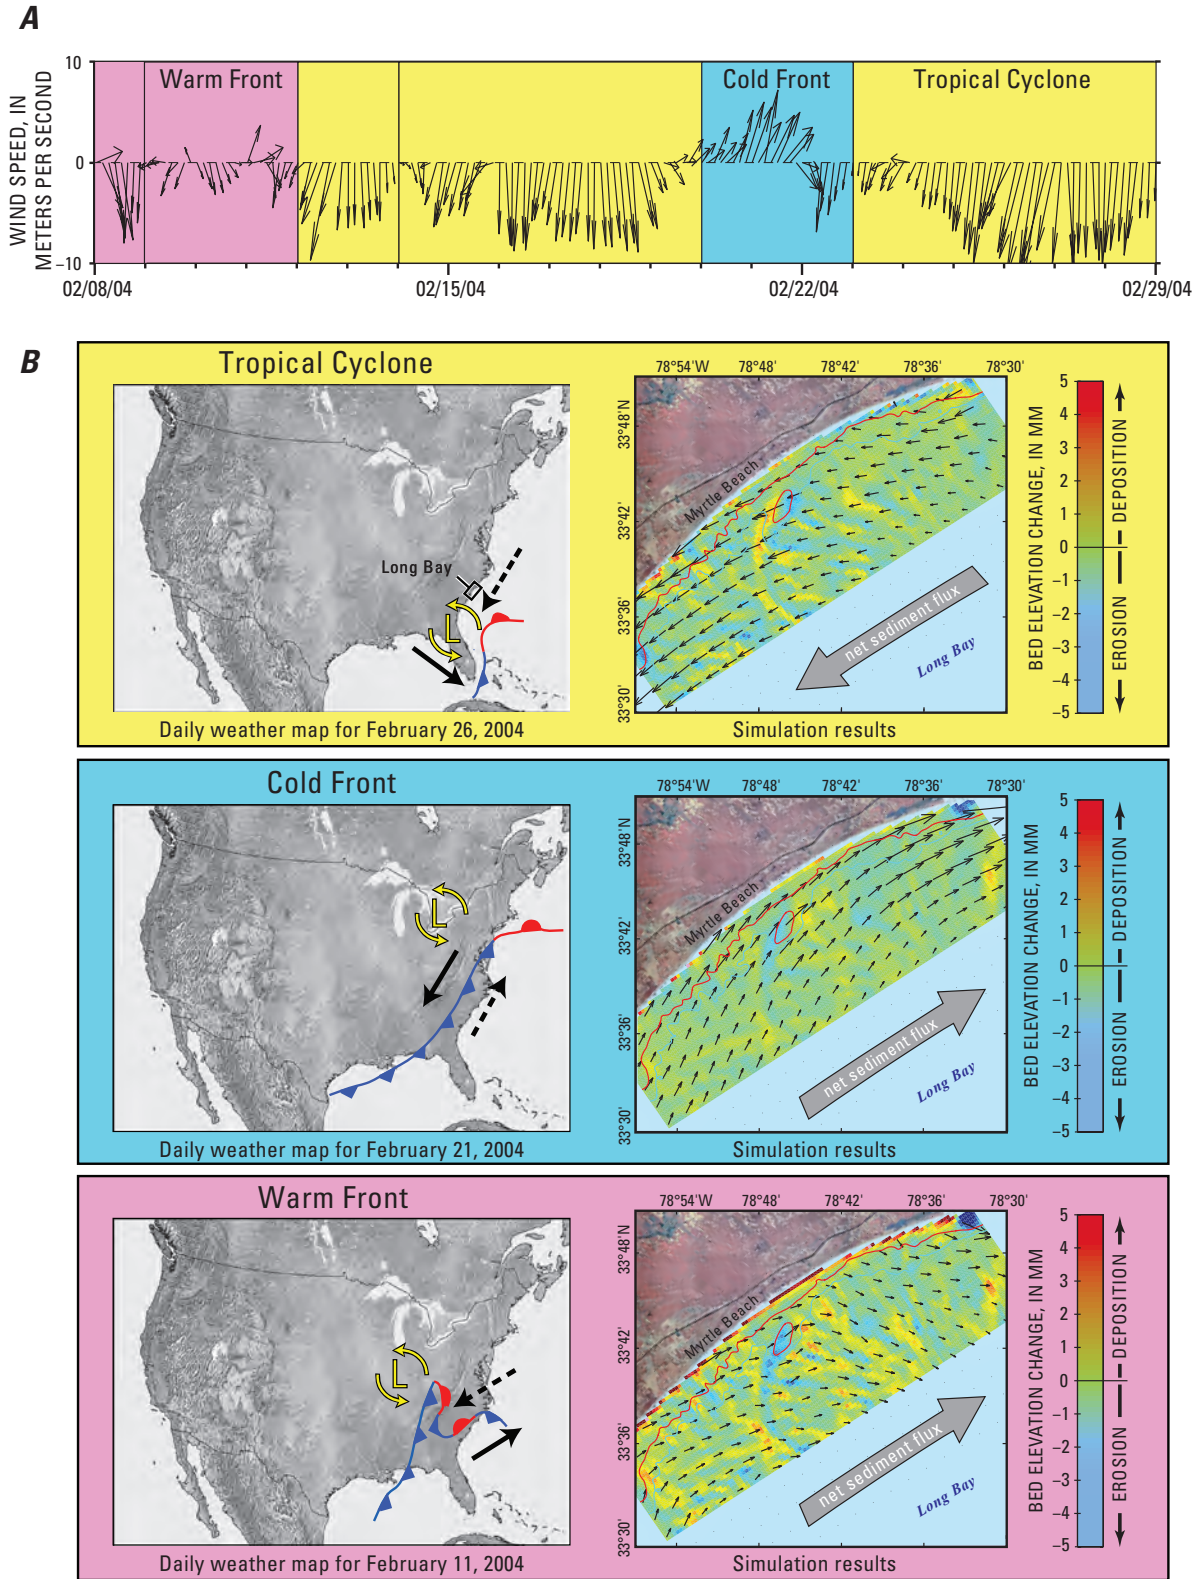 A
WIND SPEED, IN
METERS PER SECOND
10
0
−10
Warm Front
Cold Front
Tropical Cyclone
02/08/04
02/15/04
02/22/04
02/29/04
B
Tropical Cyclone
Long Bay
L
Daily weather map for February 26, 2004
78°54'W
78°48'
78°42'
78°36'
78°30'
33°48'N
33°42'
33°36'
33°30'
Myrtle Beach
net sediment flux
Long Bay
Simulation results
BED ELEVATION CHANGE, IN MM
5
4
3
2
1
0
−1
−2
−3
−4
−5
EROSION
DEPOSITION
Cold Front
L
Daily weather map for February 21, 2004
78°54'W
78°48'
78°42'
78°36'
78°30'
33°48'N
33°42'
33°36'
33°30'
Myrtle Beach
net sediment flux
Long Bay
Simulation results
BED ELEVATION CHANGE, IN MM
5
4
3
2
1
0
−1
−2
−3
−4
−5
EROSION
DEPOSITION
Warm Front
L
Daily weather map for February 11, 2004
78°54'W
78°48'
78°42'
78°36'
78°30'
33°48'N
33°42'
33°36'
33°30'
Myrtle Beach
net sediment flux
Long Bay
Simulation results
BED ELEVATION CHANGE, IN MM
5
4
3
2
1
0
−1
−2
−3
−4
−5
EROSION
DEPOSITION